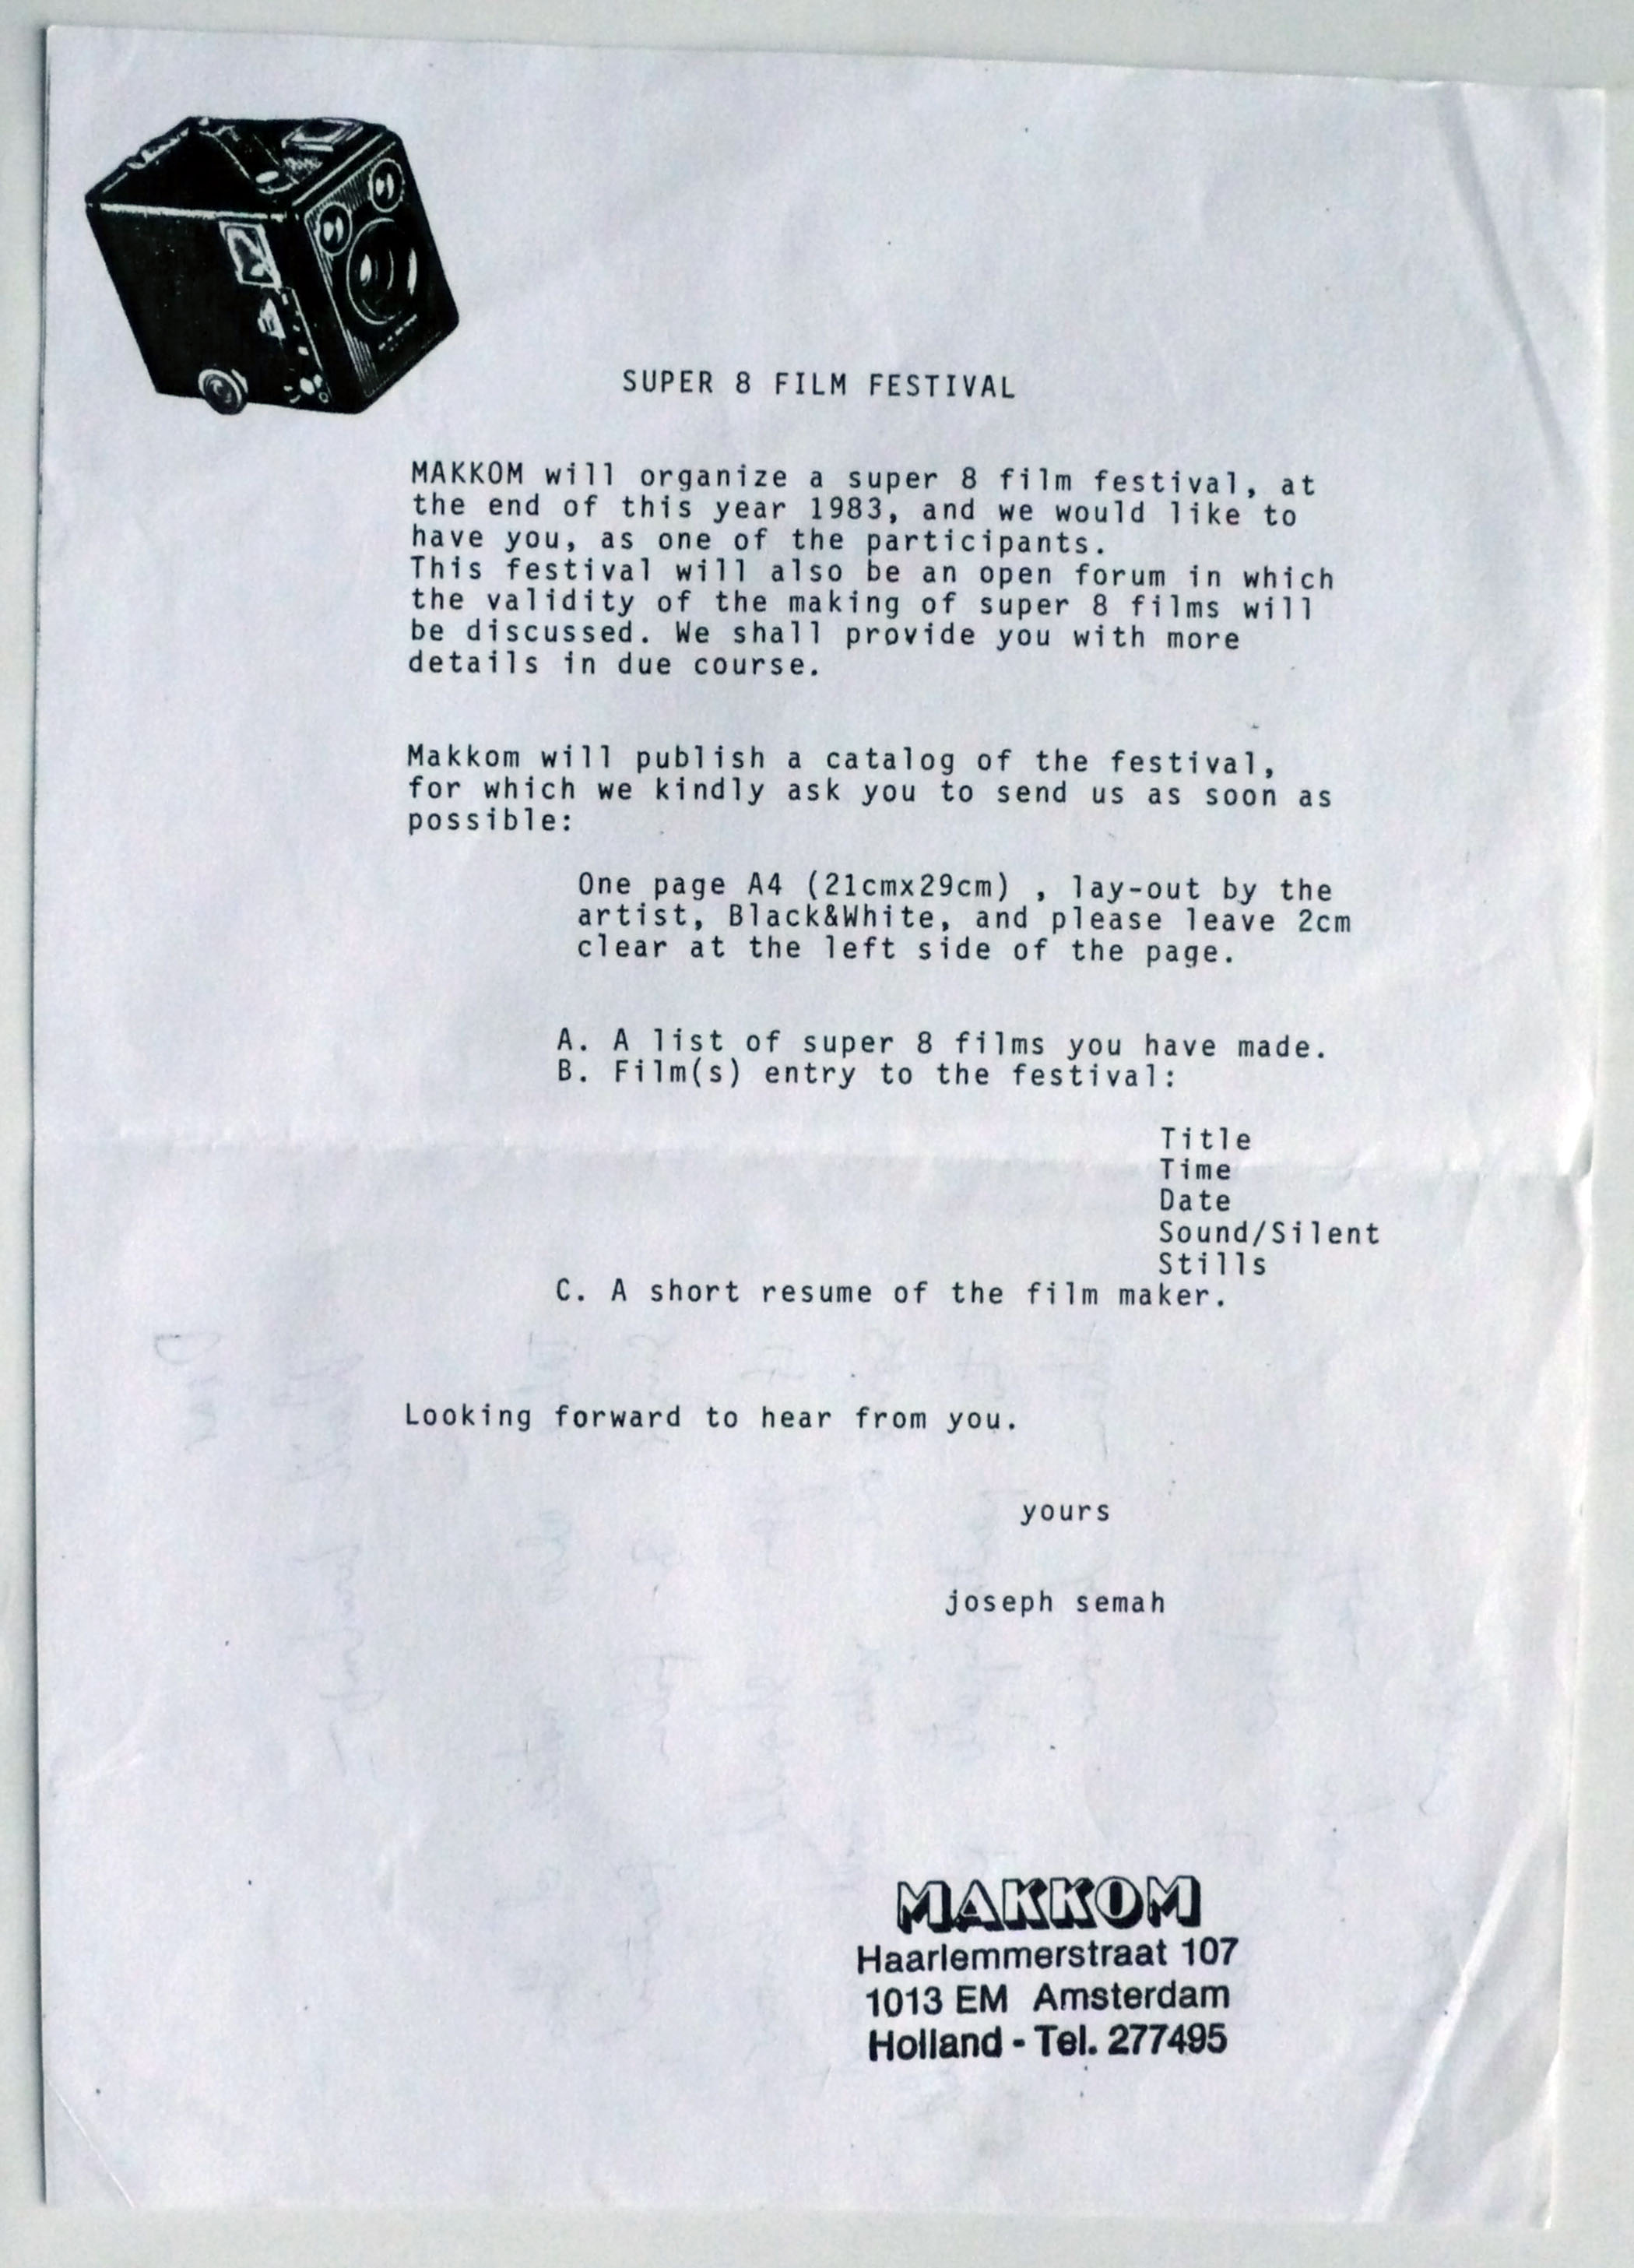 SUPER 8 FILM FESTIVAL
MAKKOM will organize a super 8 film festival, at
the end of this year 1983, and we would like to
have you, as one of the participants.
This festival will also be an open forum in which
the validity of the making of super 8 films will
be discussed. We shall provide you with more
details in due course.
Makkom will publish a catalog of the festival,
for which we kindly ask you to send us as soon as
possible:
One page A4 (21cmx29cm) , lay-out by the
artist, Black&White, and please leave 2cm
clear at the left side of the page.
A. A list of super 8 films you have made.
B. Film(s) entry to the festival:
Title
Time
Date
Sound/Silent
Stills
C. A short resume of the film maker.
Looking forward to hear from you.
yours
joseph semah
MAKKOM
Haarlemmerstraat 107
1013 EM Amsterdam
Holland - Tel. 277495